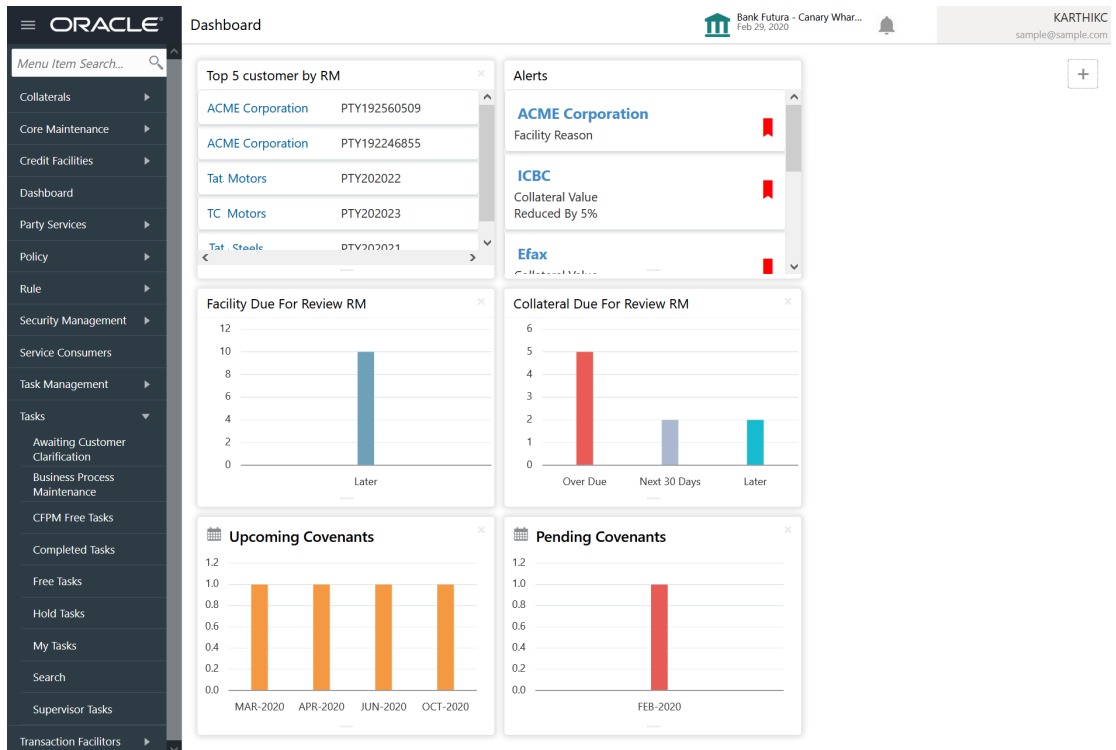 ORACLE®
Dashboard
Bank Futura - Canary Whar...
Feb 29, 2020
KARTHIKC
sample@sample.com
Menu Item Search...
Collaterals
Core Maintenance
Credit Facilities
Dashboard
Party Services
Policy
Rule
Security Management
Service Consumers
Task Management
Tasks
Awaiting Customer
Clarification
Business Process
Maintenance
CFPM Free Tasks
Completed Tasks
Free Tasks
Hold Tasks
My Tasks
Search
Supervisor Tasks
Transaction Facilitors
Top 5 customer by RM
ACME Corporation PTY192560509
ACME Corporation PTY192246855
Tat Motors PTY202022
TC Motors PTY202023
Tat Steels PTY202021
Alerts
ACME Corporation
Facility Reason
ICBC
Collateral Value
Reduced By 5%
Efax
Collateral Value
Facility Due For Review RM
12
10
8
6
4
2
0
Later
Collateral Due For Review RM
6
5
4
3
2
1
0
Over Due Next 30 Days Later
Upcoming Covenants
1.2
1.0
0.8
0.6
0.4
0.2
0.0
MAR-2020 APR-2020 JUN-2020 OCT-2020
Pending Covenants
1.2
1.0
0.8
0.6
0.4
0.2
0.0
FEB-2020